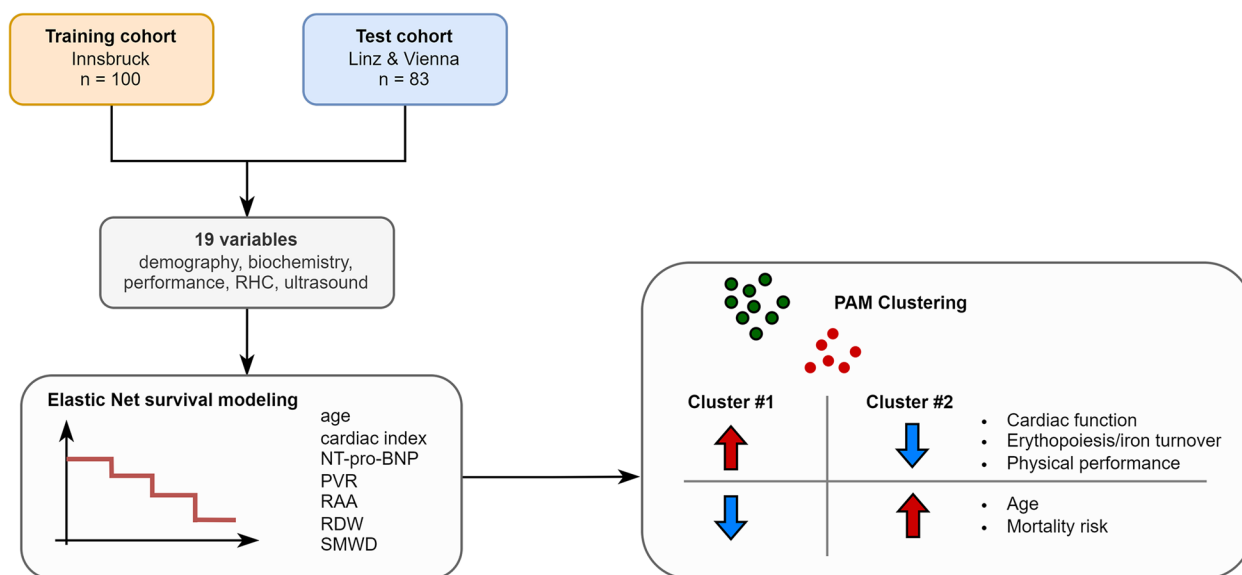 Training cohort
Innsbruck
n = 100
Test cohort
Linz & Vienna
n = 83
19 variables
demography, biochemistry,
performance, RHC, ultrasound
Elastic Net survival modeling
age
cardiac index
NT-pro-BNP
PVR
RAA
RDW
SMWD
PAM Clustering
Cluster #1
Cluster #2
• Cardiac function
• Erythopoiesis/iron turnover
• Physical performance
• Age
• Mortality risk